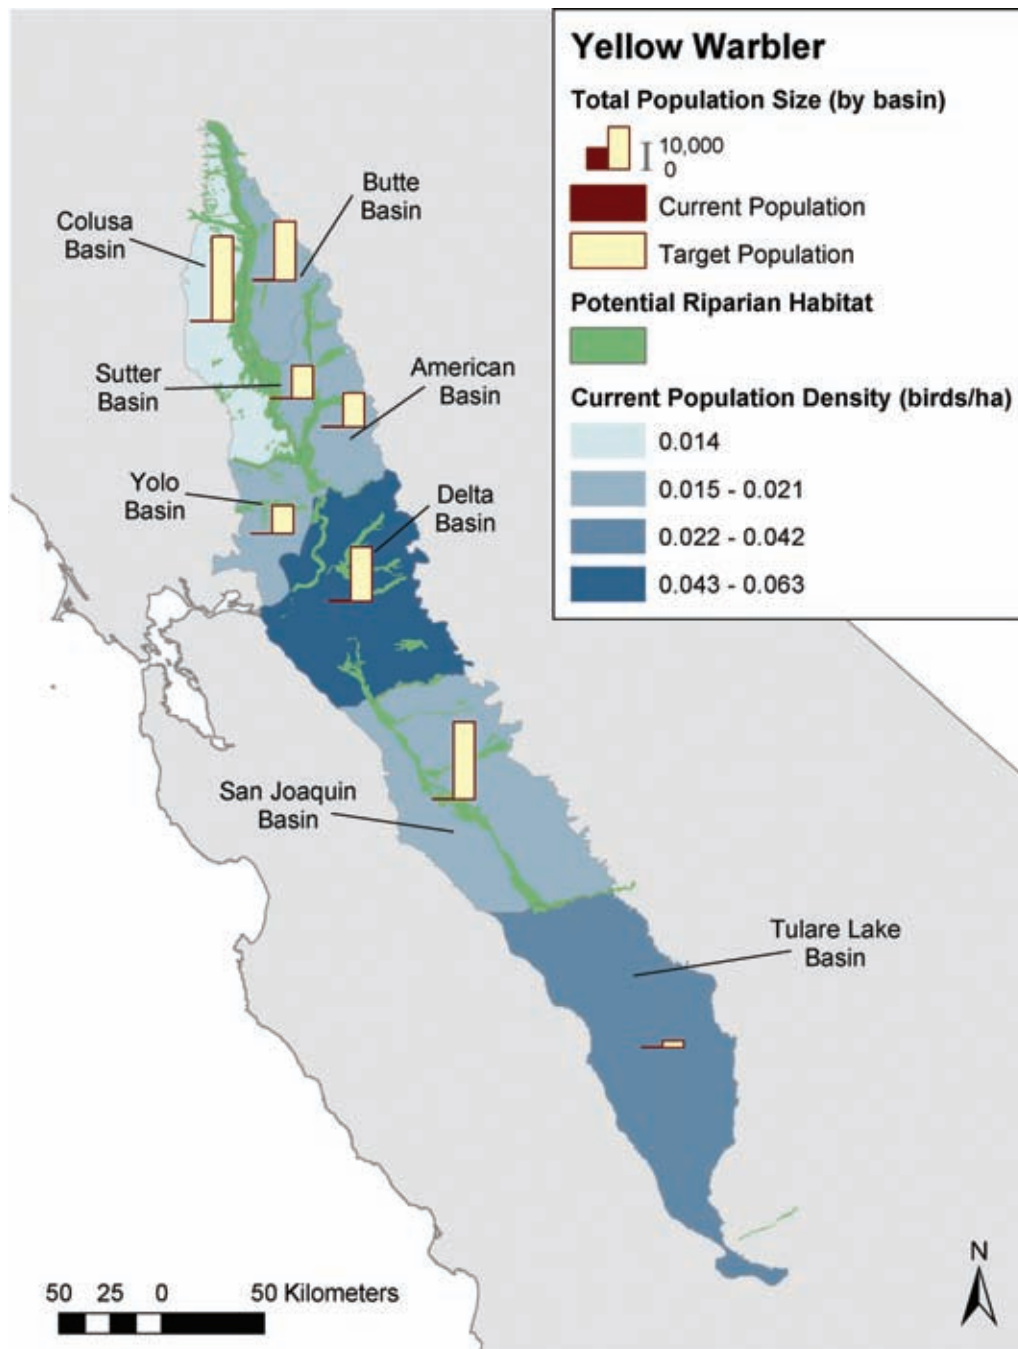 Yellow Warbler
Total Population Size (by basin)
10,000
0
Current Population
Target Population
Potential Riparian Habitat
Current Population Density (birds/ha)
0.014
0.015 - 0.021
0.022 - 0.042
0.043 - 0.063
Butte
Basin
Colusa
Basin
Sutter
Basin
American
Basin
Yolo
Basin
Delta
Basin
San Joaquin
Basin
Tulare Lake
Basin
N
50 25 0 50 Kilometers